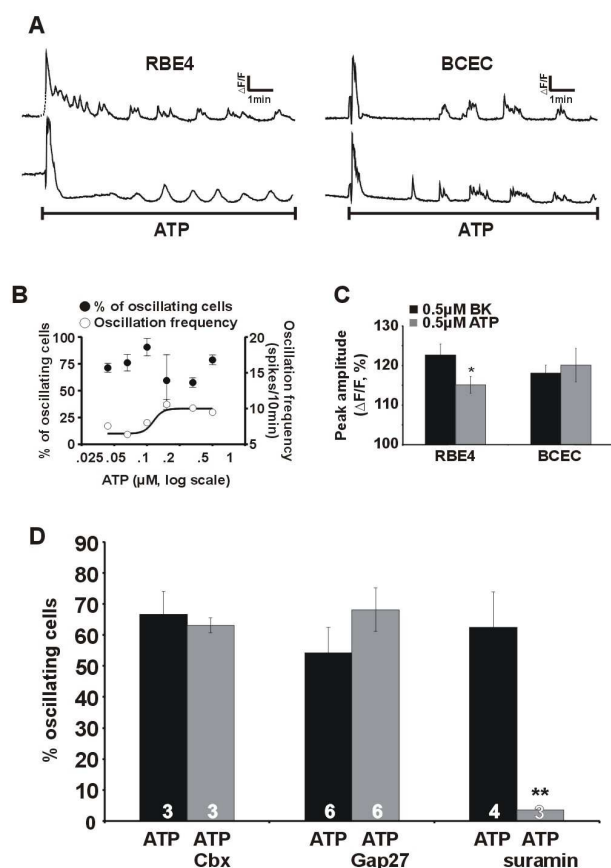 A
RBE4
BCEC
ΔF/F
1min
ΔF/F
1min
ATP
ATP
B
% of oscillating cells
Oscillation frequency
% of oscillating cells
100
75
50
25
0
20
15
10
5
Oscillation frequency
(spikes/10min)
.025 .05 .1 .2 .5 1
ATP (µM, log scale)
C
0.5µM BK
0.5µM ATP
Peak amplitude
(ΔF/F, %)
130
120
110
100
*
RBE4 BCEC
D
% oscillating cells
90
80
70
60
50
40
30
20
10
0
**
3 3 6 6 4 3
ATP ATP ATP ATP ATP ATP
Cbx Gap27 suramin